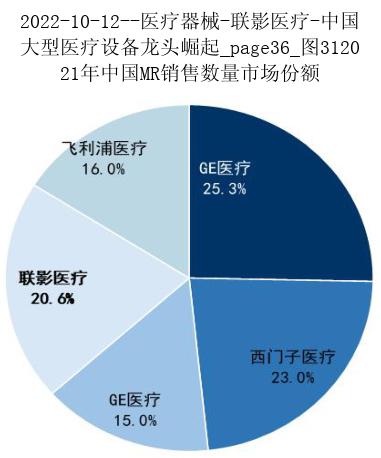 2022-10-12--医疗器械-联影医疗-中国
大型医疗设备龙头崛起_page36_图3120
21年中国MR销售数量市场份额
飞利浦医疗
16.0%
GE医疗
25.3%
联影医疗
20.6%
西门子医疗
23.0%
GE医疗
15.0%